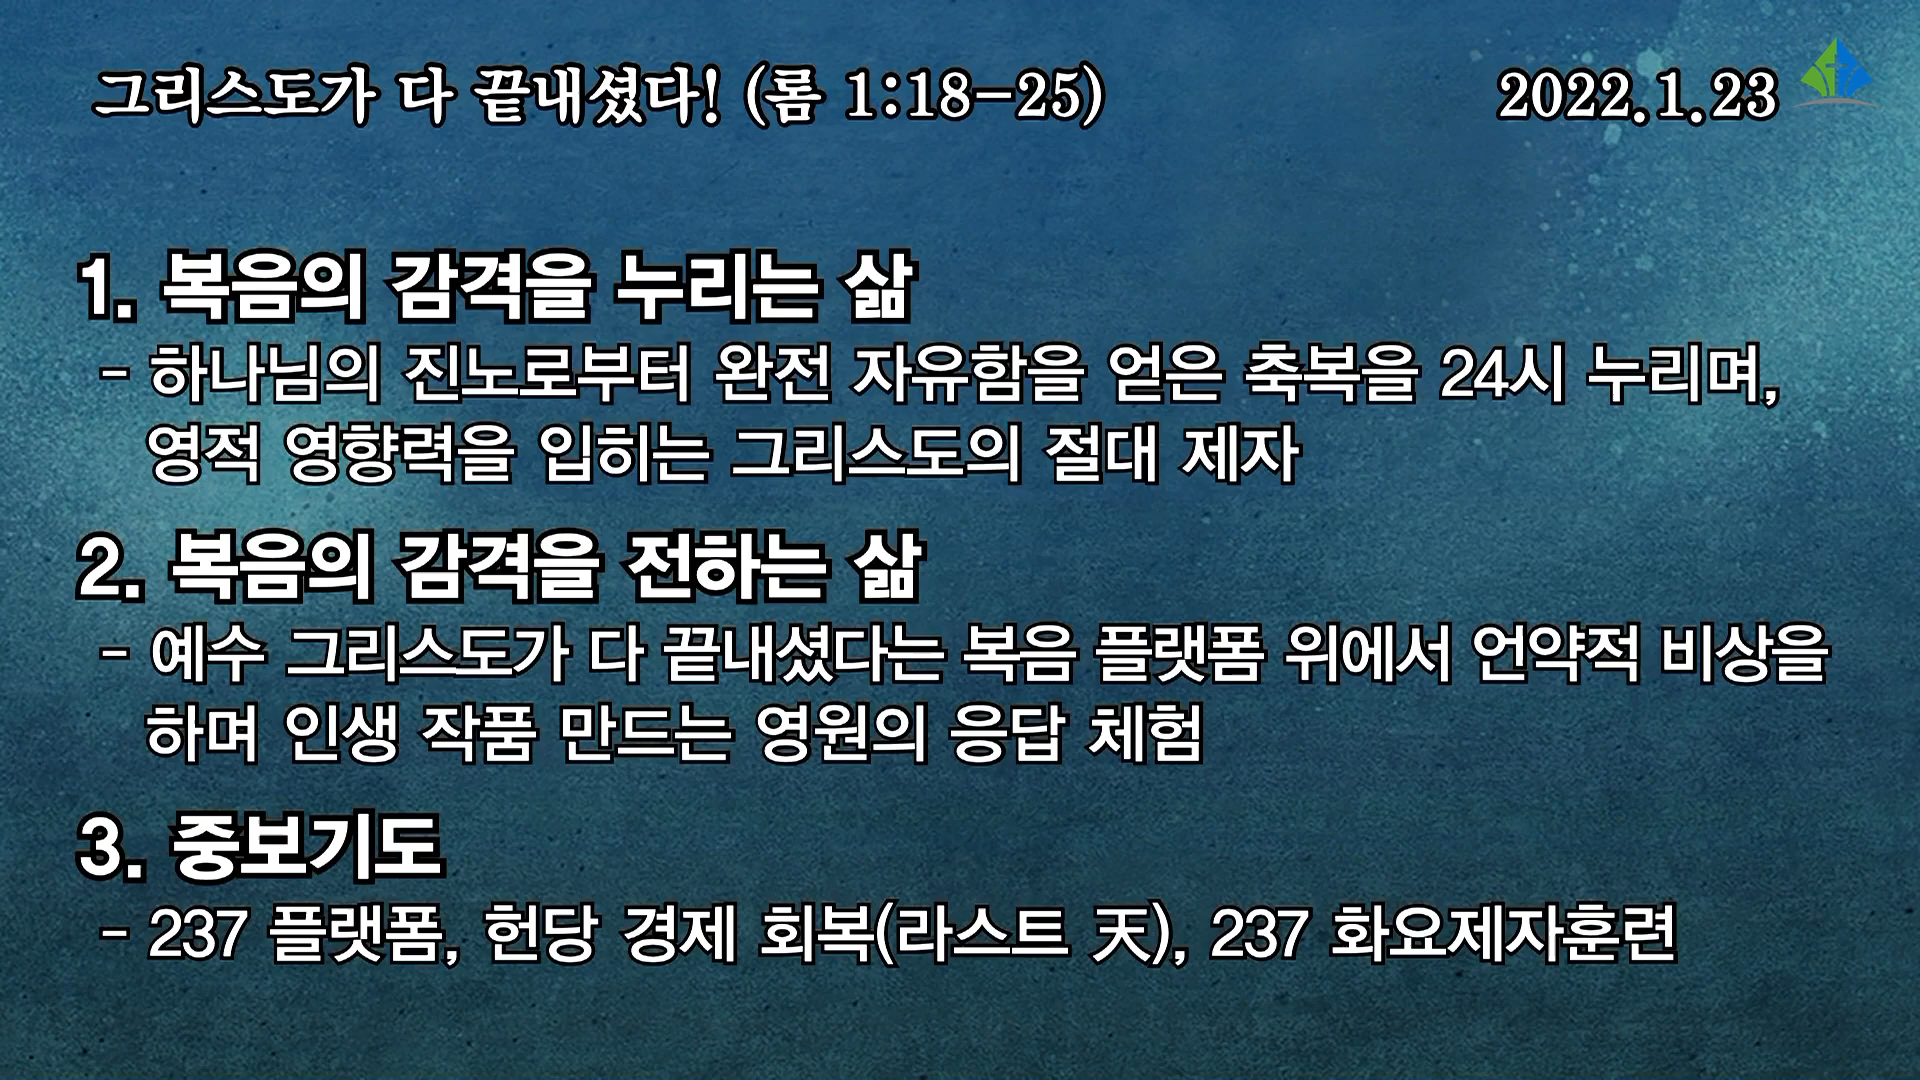 그리스도가 다 끝내셨다! (롬 1:18-25)
2022.1.23
1. 복음의 감격을 누리는 삶
- 하나님의 진노로부터 완전 자유함을 얻은 축복을 24시 누리며,
영적 영향력을 입히는 그리스도의 절대 제자
2. 복음의 감격을 전하는 삶
- 예수 그리스도가 다 끝내셨다는 복음 플랫폼 위에서 언약적 비상을
하며 인생 작품 만드는 영원의 응답 체험
3. 중보기도
- 237 플랫폼, 헌당 경제 회복(라스트 天), 237 화요제자훈련